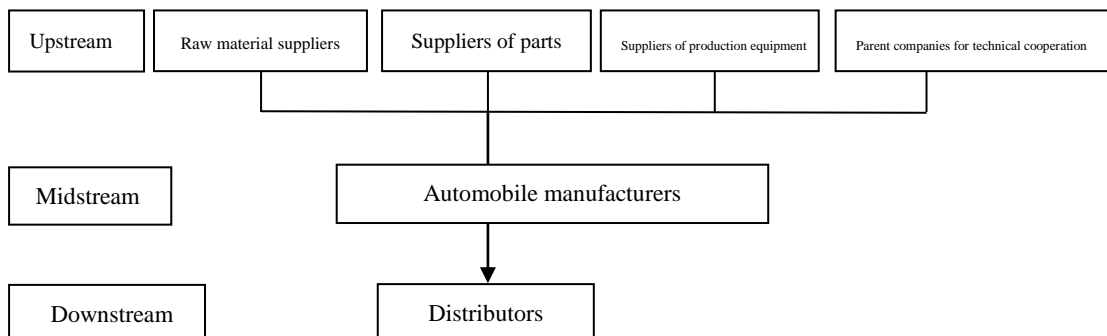 Upstream
Raw material suppliers
Suppliers of parts
Suppliers of production equipment
Parent companies for technical cooperation
Midstream
Automobile manufacturers
Downstream
Distributors